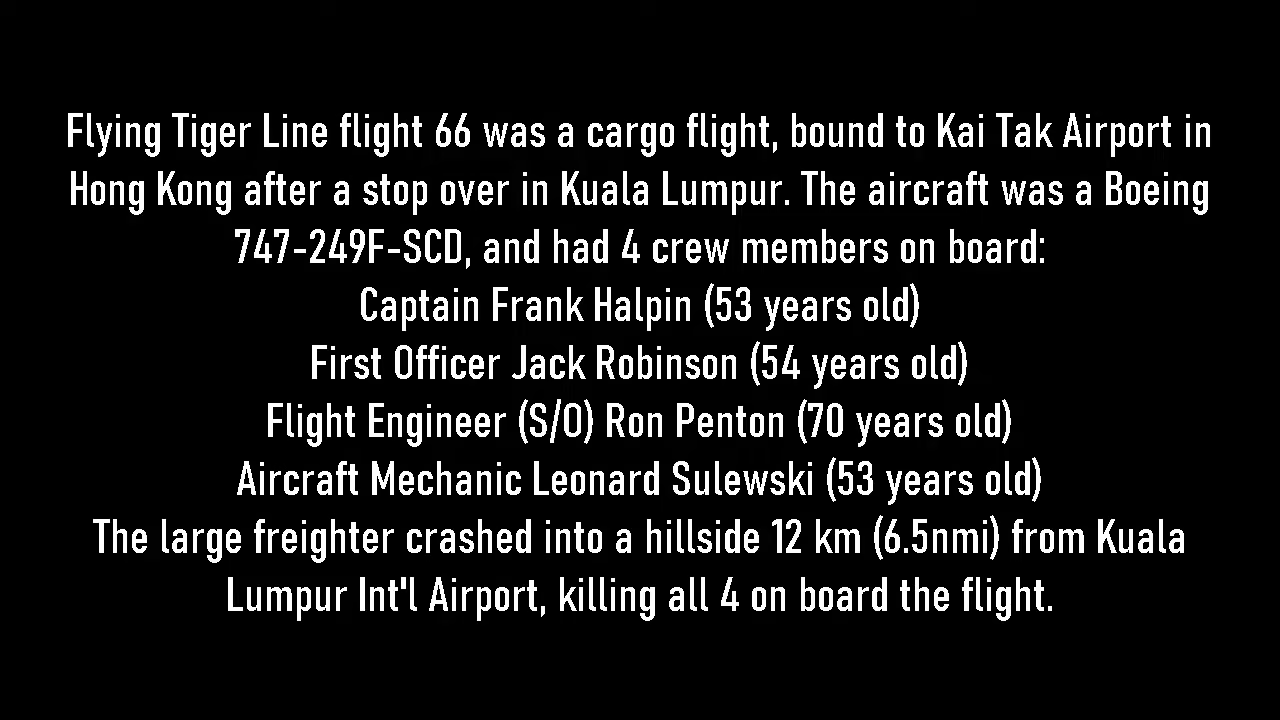 Flying Tiger Line flight 66 was a cargo flight, bound to Kai Tak Airport in
Hong Kong after a stop over in Kuala Lumpur. The aircraft was a Boeing
747-249F-SCD, and had 4 crew members on board:
Captain Frank Halpin (53 years old)
First Officer Jack Robinson (54 years old)
Flight Engineer (S/O) Ron Penton (70 years old)
Aircraft Mechanic Leonard Sulewski (53 years old)
The large freighter crashed into a hillside 12 km (6.5nmi) from Kuala
Lumpur Int'l Airport, killing all 4 on board the flight.